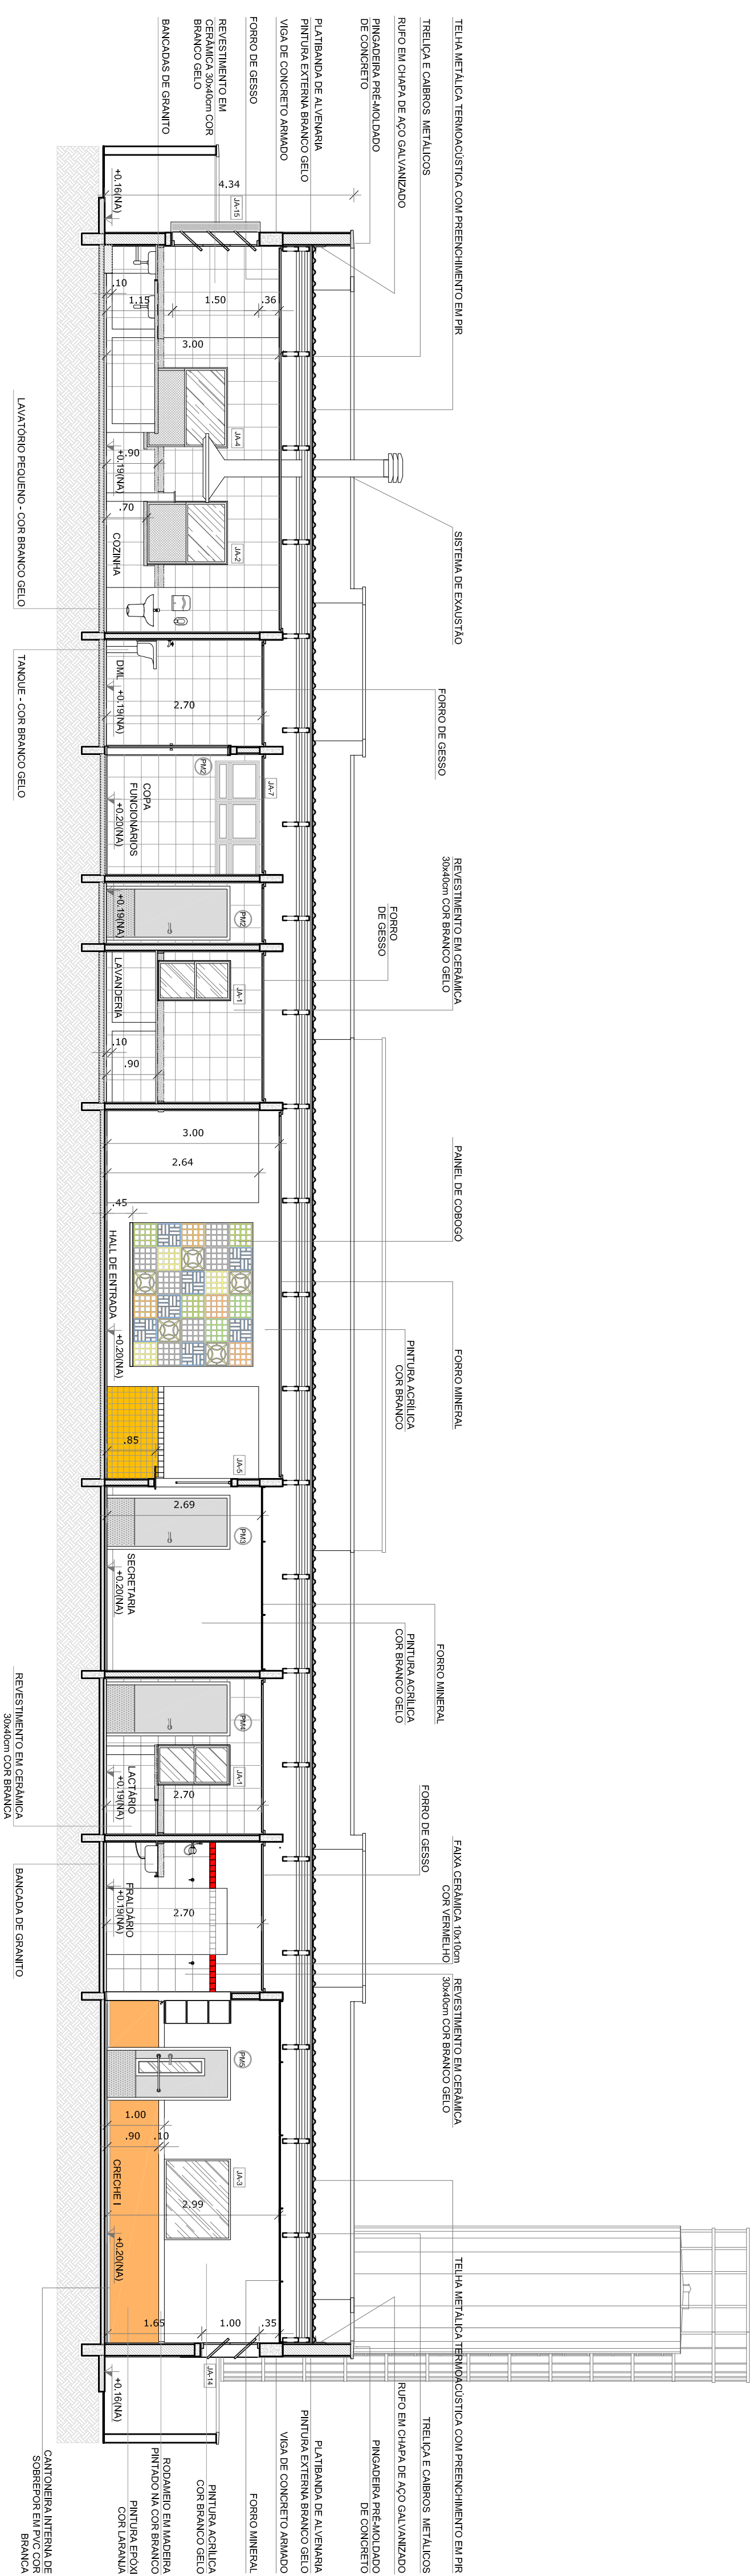 TELHA METÁLICA TERMOACÚSTICA COM PREENCHIMENTO EM PIR
TRELIÇA E CAIBROS METÁLICOS
RUFO EM CHAPA DE AÇO GALVANIZADO
PINGADEIRA PRÉ-MOLDADO
DE CONCRETO
PLATIBANDA DE ALVENARIA
PINTURA EXTERNA BRANCO GELO
VIGA DE CONCRETO ARMADO
FORRO DE GESSO
REVESTIMENTO EM
CERÂMICA 30x40cm COR
BRANCO GELO
BANCADAS DE GRANITO
SISTEMA DE EXAUSTÃO
FORRO DE GESSO
REVESTIMENTO EM CERÂMICA
30x40cm COR BRANCO GELO
FORRO
DE GESSO
PAINEL DE COBOGÓ
FORRO MINERAL
PINTURA ACRÍLICA
COR BRANCO
FORRO MINERAL
PINTURA ACRÍLICA
COR BRANCO GELO
FORRO DE GESSO
FAIXA CERÂMICA 10x10cm
COR VERMELHO
REVESTIMENTO EM CERÂMICA
30x40cm COR BRANCO GELO
TELHA METÁLICA TERMOACÚSTICA COM PREENCHIMENTO EM PIR
TRELIÇA E CAIBROS METÁLICOS
RUFO EM CHAPA DE AÇO GALVANIZADO
PINGADEIRA PRÉ-MOLDADO
DE CONCRETO
PLATIBANDA DE ALVENARIA
PINTURA EXTERNA BRANCO GELO
VIGA DE CONCRETO ARMADO
FORRO MINERAL
PINTURA ACRÍLICA
COR BRANCO GELO
RODAMEIO EM MADEIRA
PINTADO NA COR BRANCO
PINTURA EPÓXI
COR LARANJA
CANTONEIRA INTERNA DE
SOBREPOR EM PVC COR
BRANCA
+0.16(NA)
4.34
JA-15
.10
1.15
1.50
.36
3.00
JA-4
.90
+0.19(NA)
.70
JA-2
COZINHA
DML
+0.19(NA)
2.70
PM2
JA-7
COPA
FUNCIONÁRIOS
+0.20(NA)
+0.19(NA)
PM2
LAVANDERIA
JA-1
.10
.90
3.00
2.64
.45
HALL DE ENTRADA
+0.20(NA)
.85
JA-5
2.69
PM3
SECRETARIA
+0.20(NA)
PM4
JA-1
LACTÁRIO
+0.19(NA)
2.70
FRALDÁRIO
+0.19(NA)
2.70
PM5
1.00
.90
.10
JA-3
CRECHE I
2.99
+0.20(NA)
1.65
1.00
.35
JA-14
+0.16(NA)
LAVATÓRIO PEQUENO - COR BRANCO GELO
TANQUE - COR BRANCO GELO
REVESTIMENTO EM CERÂMICA
30x40cm COR BRANCA
BANCADA DE GRANITO